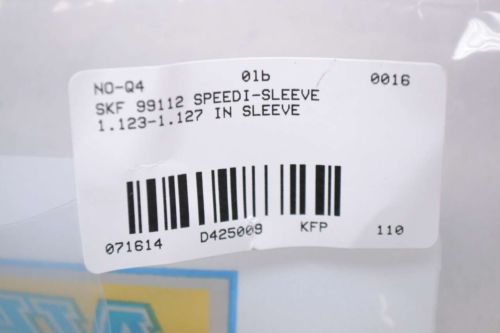 NO-Q4 01b 0016
SKF 99112 SPEEDI-SLEEVE
1.123-1.127 IN SLEEVE
071614 D425009 KFP 110